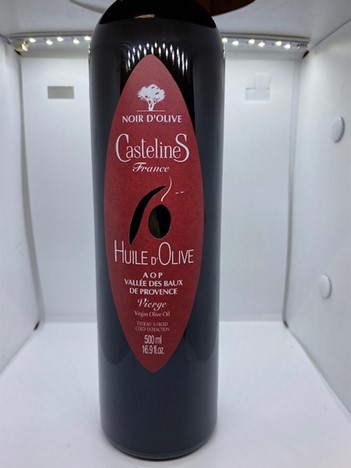 NOIR D'OLIVE
CastelineS
France
HUILE D'OLIVE
A O P
VALLÉE DES BAUX
DE PROVENCE
Vierge
Virgin Olive Oil
EXTRAIT À FROID
COLD EXTRACTION
500 ml
16.9 fl.oz.